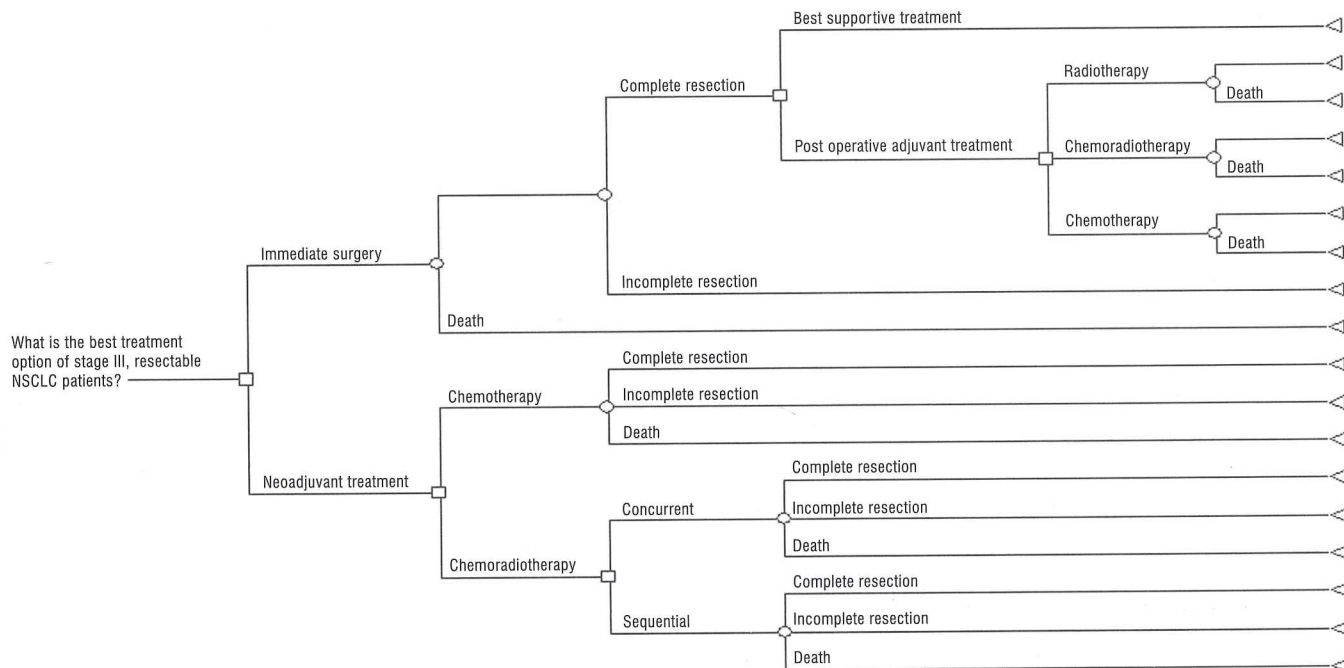 Best supportive treatment
Radiotherapy
Death
Complete resection
Post operative adjuvant treatment
Chemoradiotherapy
Death
Chemotherapy
Death
Immediate surgery
Incomplete resection
Death
What is the best treatment
option of stage III, resectable
NSCLC patients?
Complete resection
Chemotherapy
Incomplete resection
Death
Neoadjuvant treatment
Complete resection
Concurrent
Incomplete resection
Death
Chemoradiotherapy
Complete resection
Sequential
Incomplete resection
Death